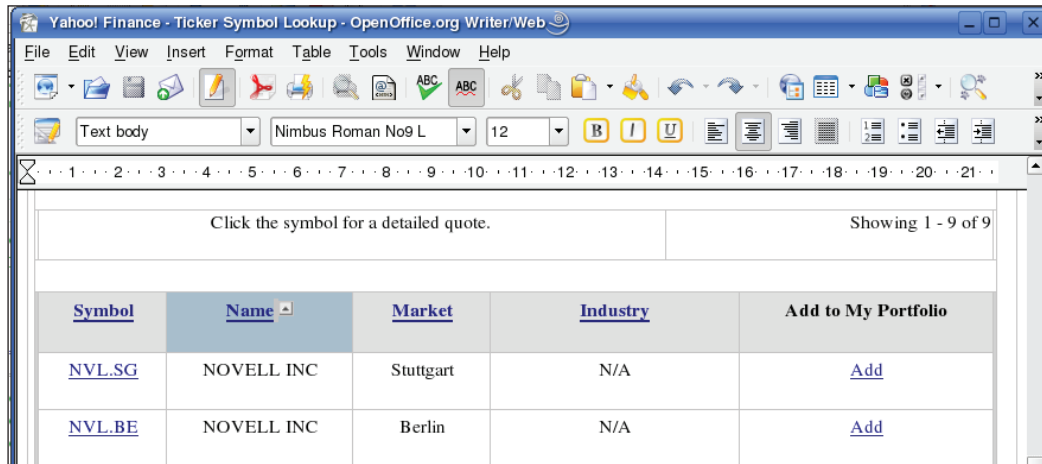 Yahoo! Finance - Ticker Symbol Lookup - OpenOffice.org Writer/Web
File Edit View Insert Format Table Tools Window Help
ABC ABC
Text body Nimbus Roman No9 L 12 B I U
1 2 3 4 5 6 7 8 9 10 11 12 13 14 15 16 17 18 19 20 21
Click the symbol for a detailed quote. Showing 1 - 9 of 9
Symbol Name Market Industry Add to My Portfolio
NVL.SG NOVELL INC Stuttgart N/A Add
NVL.BE NOVELL INC Berlin N/A Add